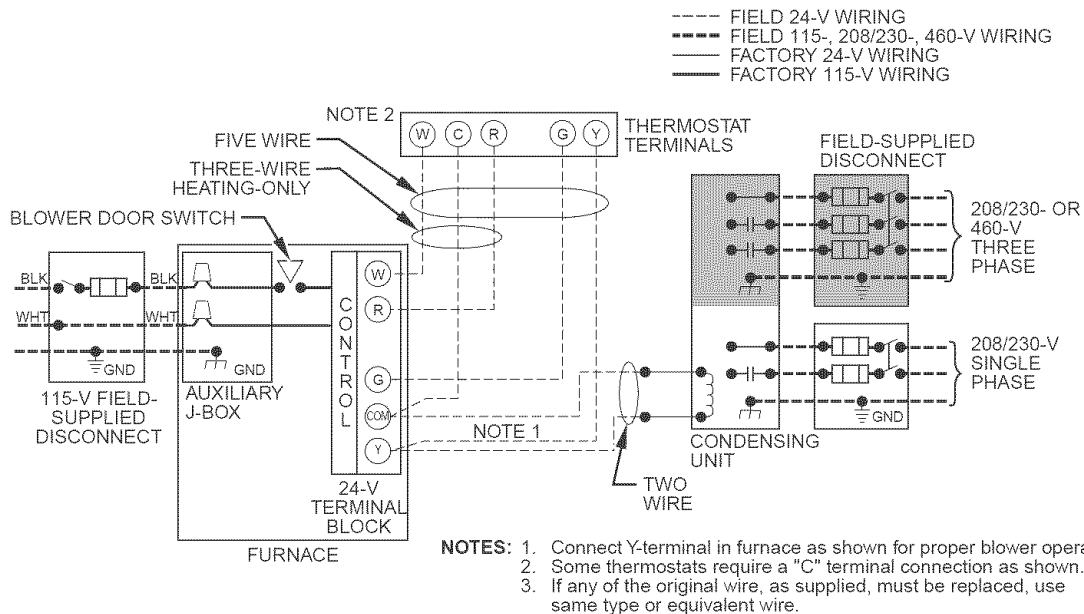 FIELD 24-V WIRING
FIELD 115-, 208/230-, 460-V WIRING
FACTORY 24-V WIRING
FACTORY 115-V WIRING
NOTE 2
W C R G Y
THERMOSTAT
TERMINALS
FIVE WIRE
THREE-WIRE
HEATING-ONLY
BLOWER DOOR SWITCH
FIELD-SUPPLIED
DISCONNECT
208/230- OR
460-V
THREE
PHASE
BLK
BLK
WHT
WHT
GND
GND
115-V FIELD-
SUPPLIED
DISCONNECT
AUXILIARY
J-BOX
CONTROL
W
R
G
COM
Y
24-V
TERMINAL
BLOCK
FURNACE
NOTE 1
TWO
WIRE
CONDENSING
UNIT
208/230-V
SINGLE
PHASE
GND
NOTES: 1. Connect Y-terminal in furnace as shown for proper blower opera
2. Some thermostats require a "C" terminal connection as shown.
3. If any of the original wire, as supplied, must be replaced, use
same type or equivalent wire.